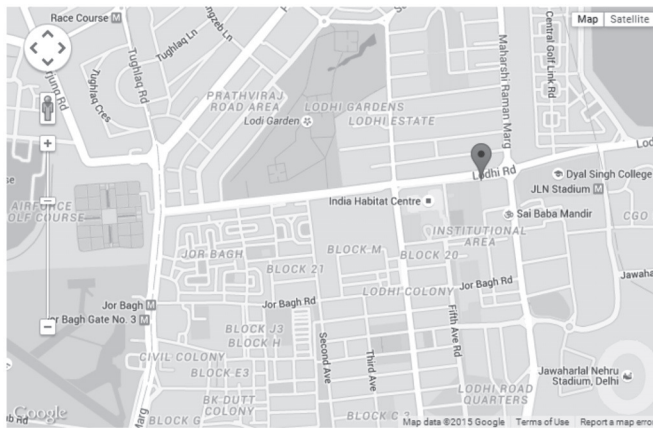 Race Course M
Map Satellite
Tughlaq Ln
Tughlaq Rd
Tughlaq Cres
Maharshi Raman Marg
Central Golf Link Rd
PRATHVIRAJ
ROAD AREA
LODHI GARDENS
Lodi Garden
LODHI ESTATE
Lodhi Rd
Dyal Singh College
JLN Stadium M
India Habitat Centre
Sai Baba Mandir
AIRFORCE
CGO
INSTITUTIONAL
AREA
JOR BAGH
BLOCK M
BLOCK 20
BLOCK 21
Jor Bagh Rd
LODHI COLONY
Jor Bagh M
Jor Bagh Rd
or Bagh Gate No. 3 M
BLOCK J3
BLOCK H
Second Ave
Third Ave
Fifth Ave Rd
CIVIL COLONY
BLOCK E3
Jawaharlal Nehru
Stadium, Delhi
LODHI ROAD
QUARTERS
BK DUTT
COLONY
BLOCK G
Google
Map data ©2015 Google Terms of Use Report a map erro